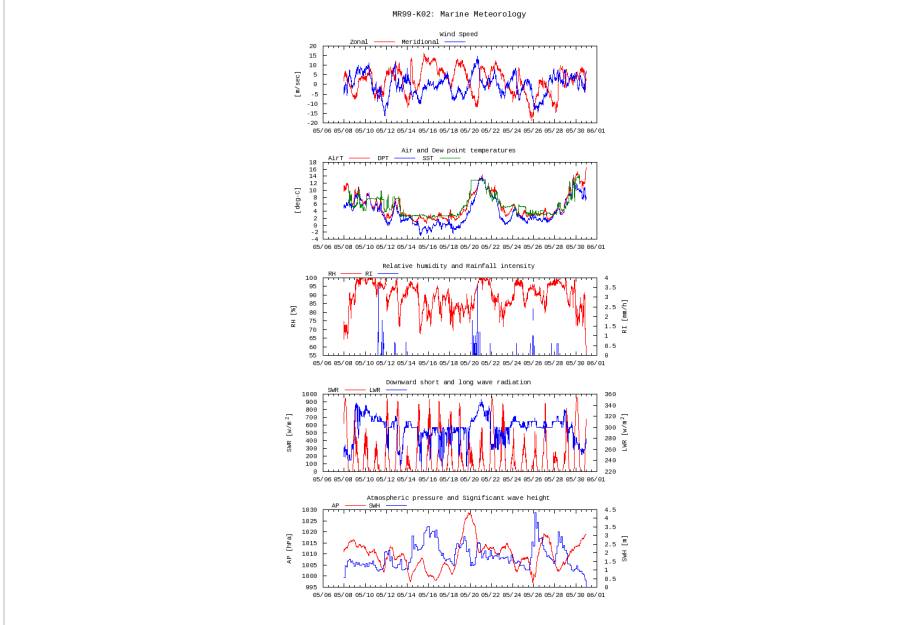 MR99-K02: Marine Meteorology
Wind Speed
Zonal Meridional
20
15
10
5
0
-5
-10
-15
-20
[m/sec]
05/06 05/08 05/10 05/12 05/14 05/16 05/18 05/20 05/22 05/24 05/26 05/28 05/30 06/01
Air and Dew point temperatures
AirT DPT SST
18
16
14
12
10
8
6
4
2
0
-2
-4
[deg-C]
05/06 05/08 05/10 05/12 05/14 05/16 05/18 05/20 05/22 05/24 05/26 05/28 05/30 06/01
Relative humidity and Rainfall intensity
RH RI
100 4
95 3.5
90 3
85 2.5
80 2
75 1.5
70 1
65 0.5
60 0
55
RH [%]
RI [mm/h]
05/06 05/08 05/10 05/12 05/14 05/16 05/18 05/20 05/22 05/24 05/26 05/28 05/30 06/01
Downward short and long wave radiation
SWR LWR
1000 360
900 340
800 320
700 300
600 280
500 260
400 240
300 220
200
100
0
SWR [w/m²]
LWR [w/m²]
05/06 05/08 05/10 05/12 05/14 05/16 05/18 05/20 05/22 05/24 05/26 05/28 05/30 06/01
Atmospheric pressure and Significant wave height
AP SWH
1030 4.5
1025 4
1020 3.5
1015 3
1010 2.5
1005 2
1000 1.5
995 1
0.5
0
AP [hPa]
SWH [m]
05/06 05/08 05/10 05/12 05/14 05/16 05/18 05/20 05/22 05/24 05/26 05/28 05/30 06/01